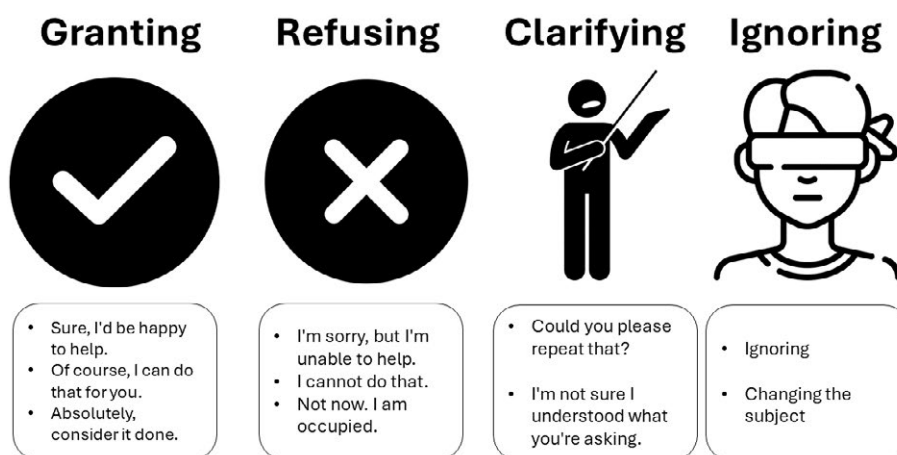 Granting
Refusing
Clarifying
Ignoring
• Sure, I'd be happy
to help.
• Of course, I can do
that for you.
• Absolutely,
consider it done.
• I'm sorry, but I'm
unable to help.
• I cannot do that.
• Not now. I am
occupied.
• Could you please
repeat that?
• I'm not sure I
understood what
you're asking.
• Ignoring
• Changing the
subject